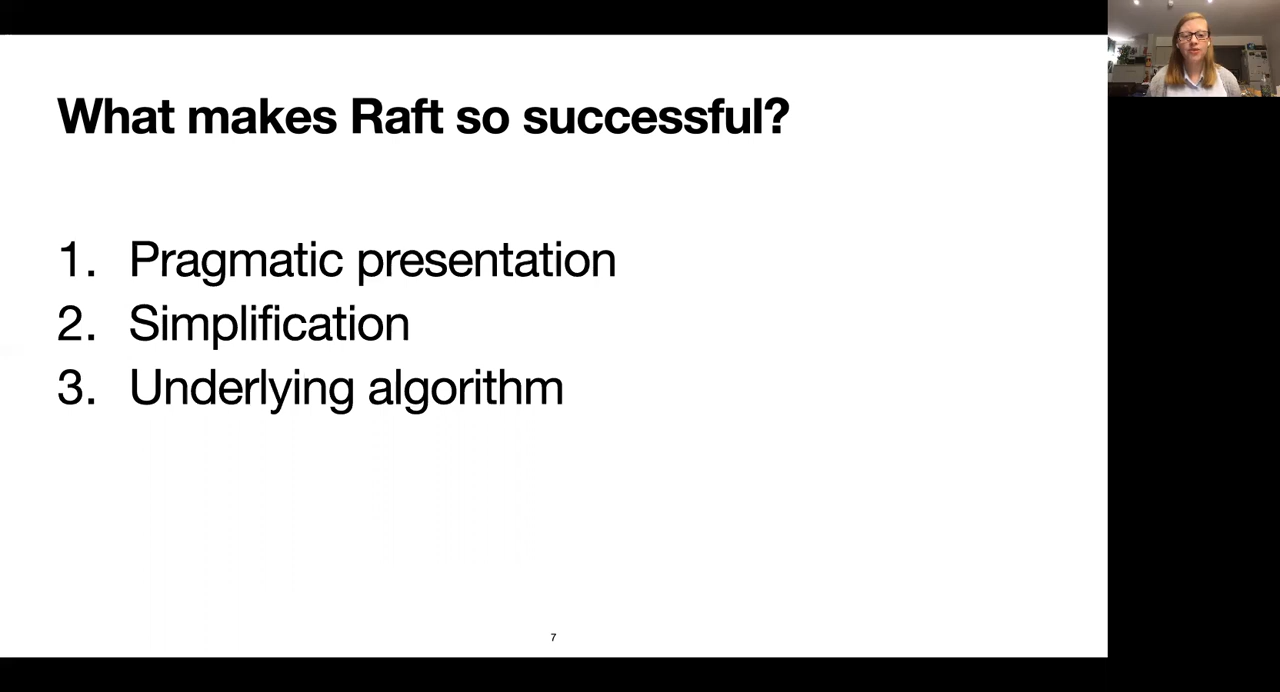 What makes Raft so successful?
1. Pragmatic presentation
2. Simplification
3. Underlying algorithm
7